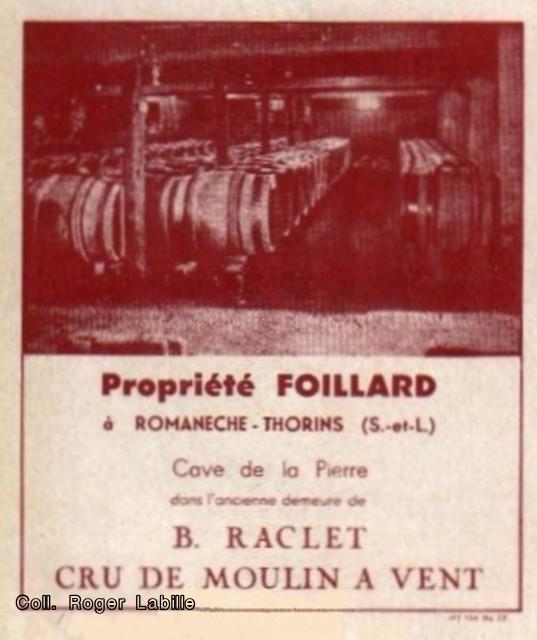 Propriété FOILLARD
à ROMANECHE-THORINS (S.-et-L.)
Cave de la Pierre
dans l'ancienne demeure de
B. RACLET
CRU DE MOULIN A VENT
Coll. Roger Labille